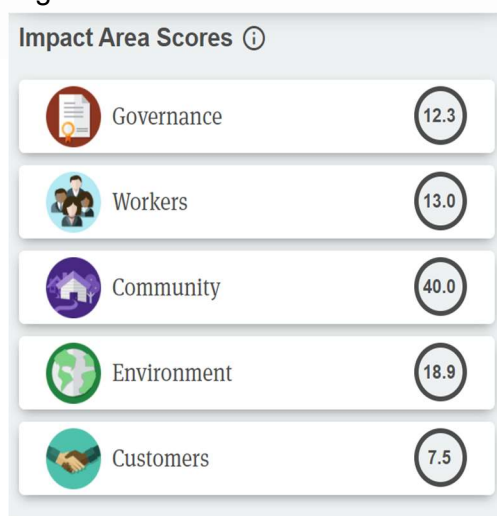 Impact Area Scores
Governance 12.3
Workers 13.0
Community 40.0
Environment 18.9
Customers 7.5